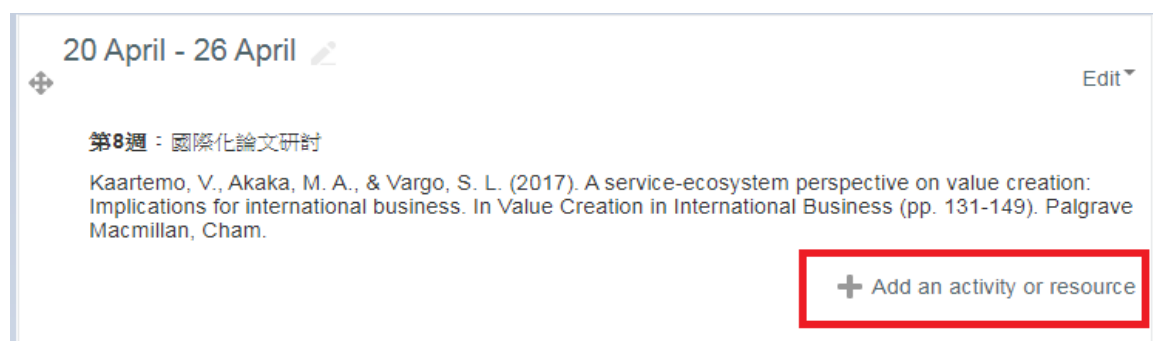 20 April - 26 April
Edit
第8週：國際化論文研討
Kaartemo, V., Akaka, M. A., & Vargo, S. L. (2017). A service-ecosystem perspective on value creation:
Implications for international business. In Value Creation in International Business (pp. 131-149). Palgrave
Macmillan, Cham.
Add an activity or resource